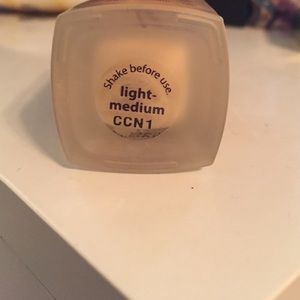 Shake before use.
light-
medium
CCN1